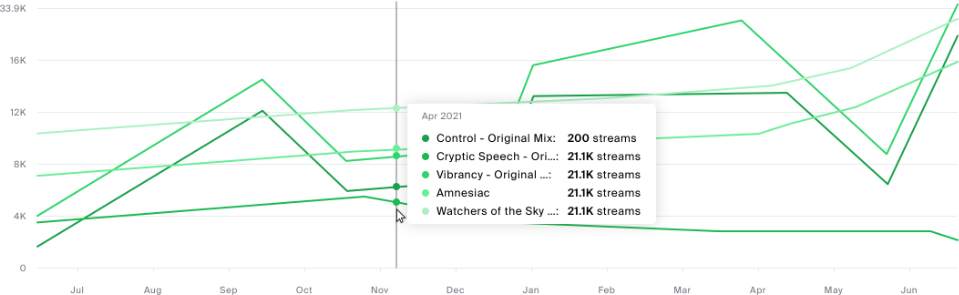 33.9K
16K
12K
8K
4K
0
Apr 2021
Control - Original Mix: 200 streams
Cryptic Speech - Ori...: 21.1K streams
Vibrancy - Original ...: 21.1K streams
Amnesiac 21.1K streams
Watchers of the Sky ...: 21.1K streams
Jul Aug Sep Oct Nov Dec Jan Feb Mar Apr May Jun